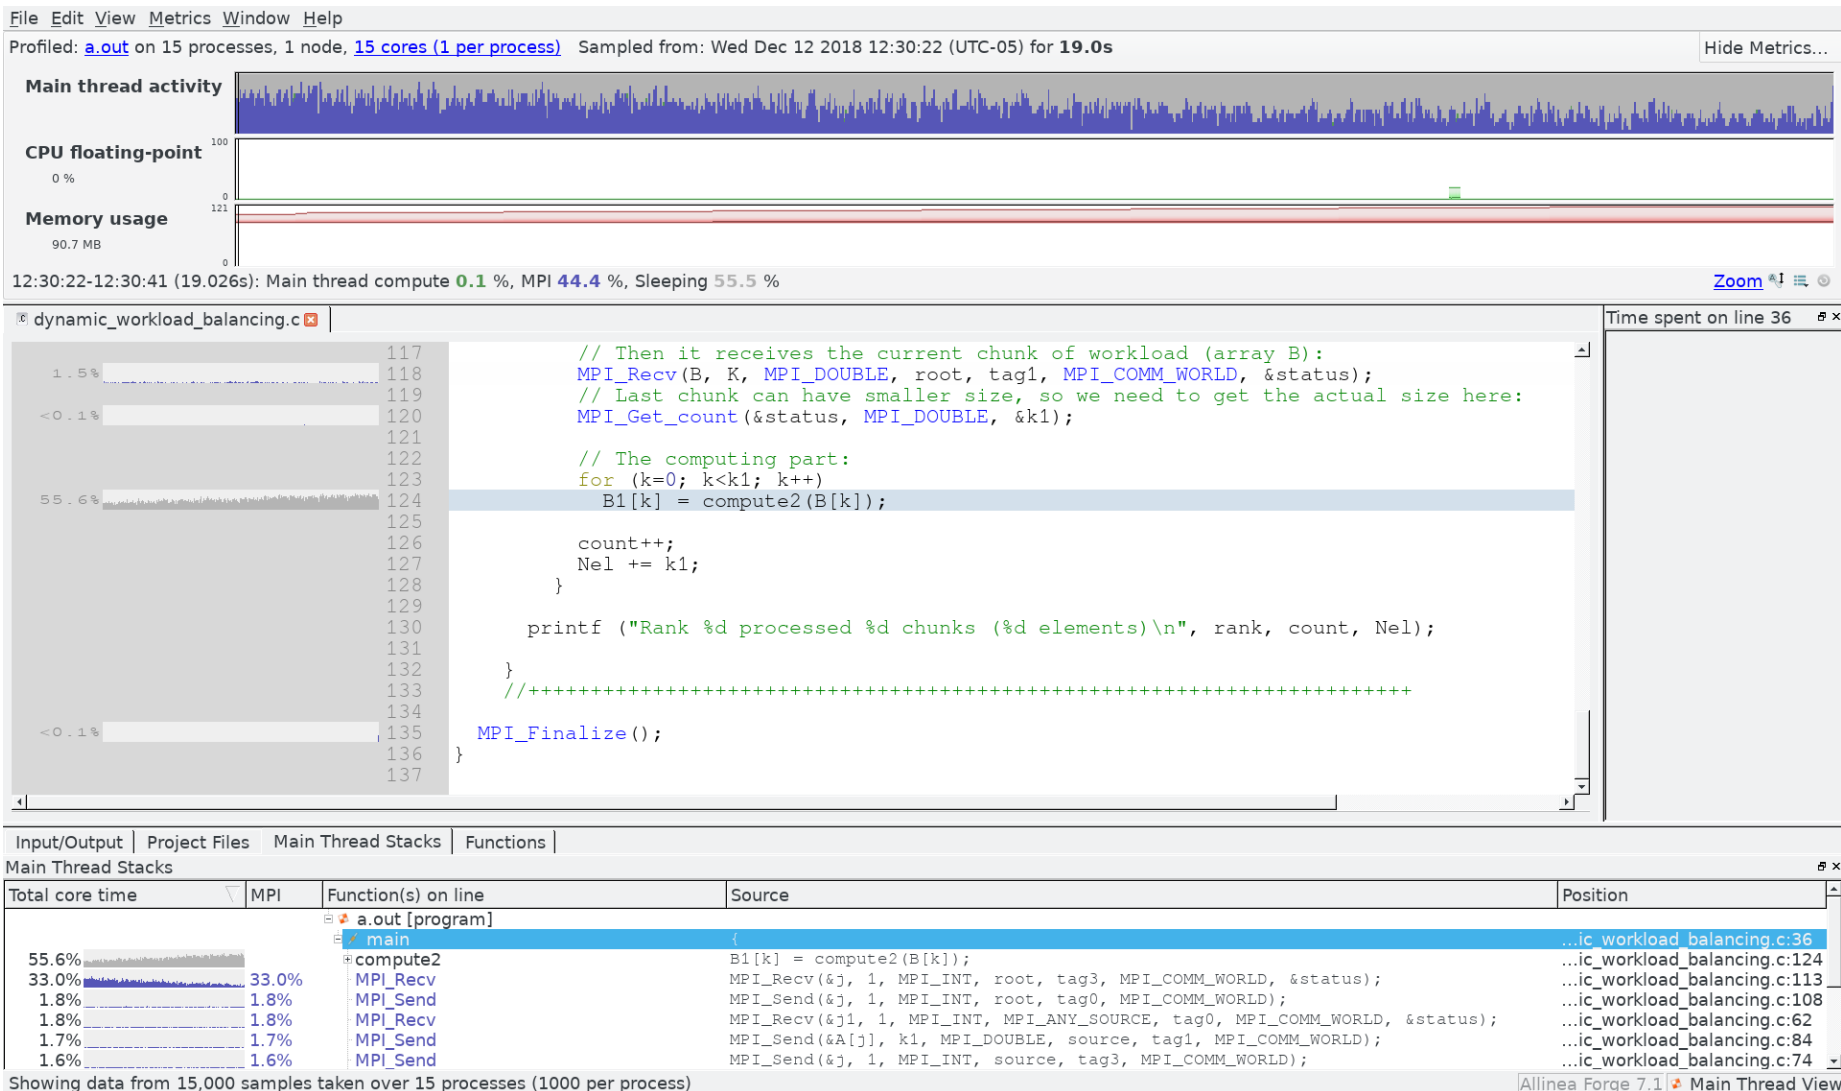 File Edit View Metrics Window Help
Profiled: a.out on 15 processes, 1 node, 15 cores (1 per process) Sampled from: Wed Dec 12 2018 12:30:22 (UTC-05) for 19.0s Hide Metrics...
Main thread activity
CPU floating-point
100
0 %
0
Memory usage
121
90.7 MB
0
12:30:22-12:30:41 (19.026s): Main thread compute 0.1 %, MPI 44.4 %, Sleeping 55.5 % Zoom
dynamic_workload_balancing.c Time spent on line 36
117 // Then it receives the current chunk of workload (array B):
1.5% 118 MPI_Recv(B, K, MPI_DOUBLE, root, tag1, MPI_COMM_WORLD, &status);
119 // Last chunk can have smaller size, so we need to get the actual size here:
<0.1% 120 MPI_Get_count(&status, MPI_DOUBLE, &k1);
121
122 // The computing part:
123 for (k=0; k<k1; k++)
55.6% 124 B1[k] = compute2(B[k]);
125
126 count++;
127 Nel += k1;
128 }
129
130 printf ("Rank %d processed %d chunks (%d elements)\n", rank, count, Nel);
131
132 }
133 //+++++++++++++++++++++++++++++++++++++++++++++++++++++++++++++++++++++++
134
<0.1% 135 MPI_Finalize();
136 }
137
Input/Output Project Files Main Thread Stacks Functions
Main Thread Stacks
Total core time MPI Function(s) on line Source Position
a.out [program]
main { ...ic_workload_balancing.c:36
55.6% compute2 B1[k] = compute2(B[k]); ...ic_workload_balancing.c:124
33.0% 33.0% MPI_Recv MPI_Recv(&j, 1, MPI_INT, root, tag3, MPI_COMM_WORLD, &status); ...ic_workload_balancing.c:113
1.8% 1.8% MPI_Send MPI_Send(&j, 1, MPI_INT, root, tag0, MPI_COMM_WORLD); ...ic_workload_balancing.c:108
1.8% 1.8% MPI_Recv MPI_Recv(&j1, 1, MPI_INT, MPI_ANY_SOURCE, tag0, MPI_COMM_WORLD, &status); ...ic_workload_balancing.c:62
1.7% 1.7% MPI_Send MPI_Send(&A[j], k1, MPI_DOUBLE, source, tag1, MPI_COMM_WORLD); ...ic_workload_balancing.c:84
1.6% 1.6% MPI_Send MPI_Send(&j, 1, MPI_INT, source, tag3, MPI_COMM_WORLD); ...ic_workload_balancing.c:74
Showing data from 15,000 samples taken over 15 processes (1000 per process) Allinea Forge 7.1 Main Thread View